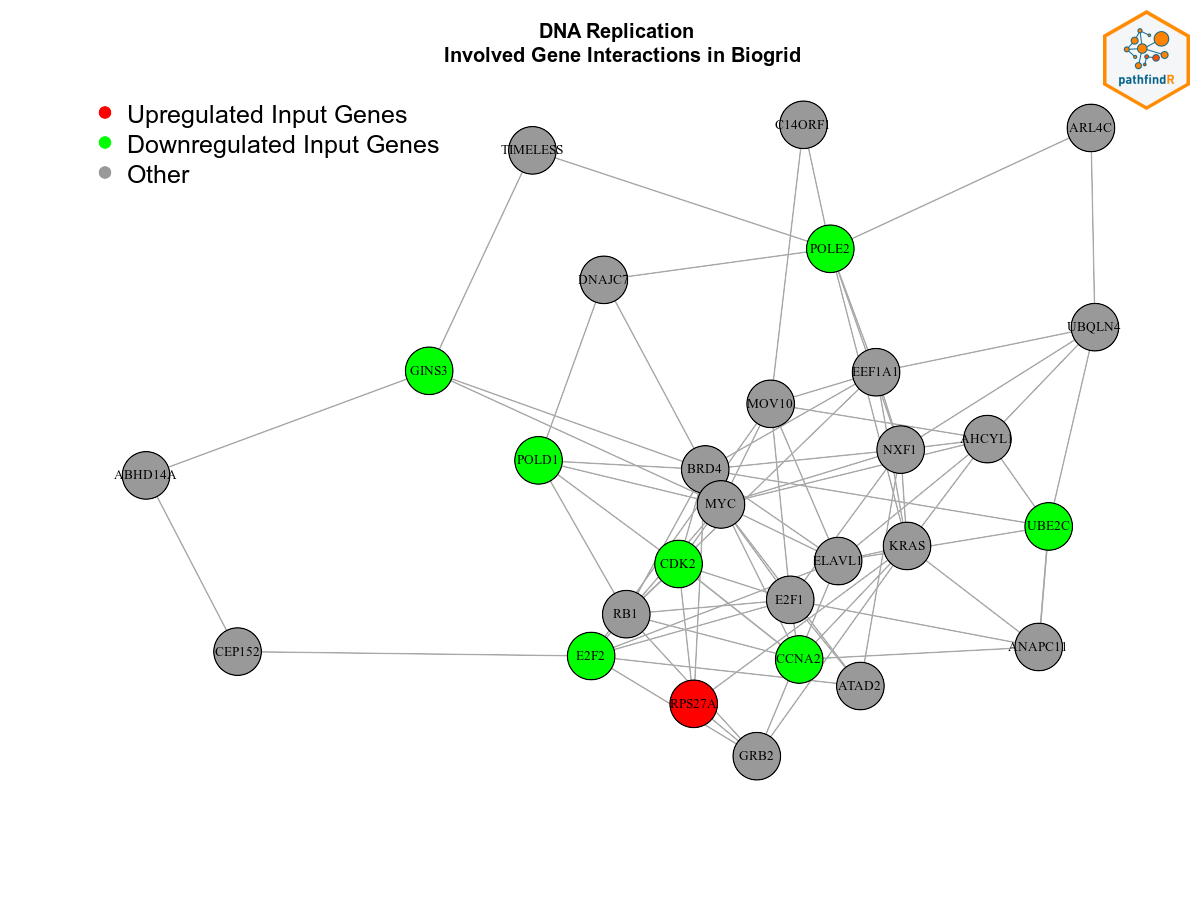 DNA Replication
Involved Gene Interactions in Biogrid
pathfindR
Upregulated Input Genes
Downregulated Input Genes
Other
C14ORF1
ARL4C
TIMELESS
POLE2
DNAJC7
UBQLN4
GINS3
EEF1A1
MOV10
AHCYL1
NXF1
POLD1
BRD4
ABHD14A
MYC
UBE2C
KRAS
ELAVL1
CDK2
E2F1
RB1
ANAPC11
CEP152
E2F2
CCNA2
ATAD2
RPS27A
GRB2